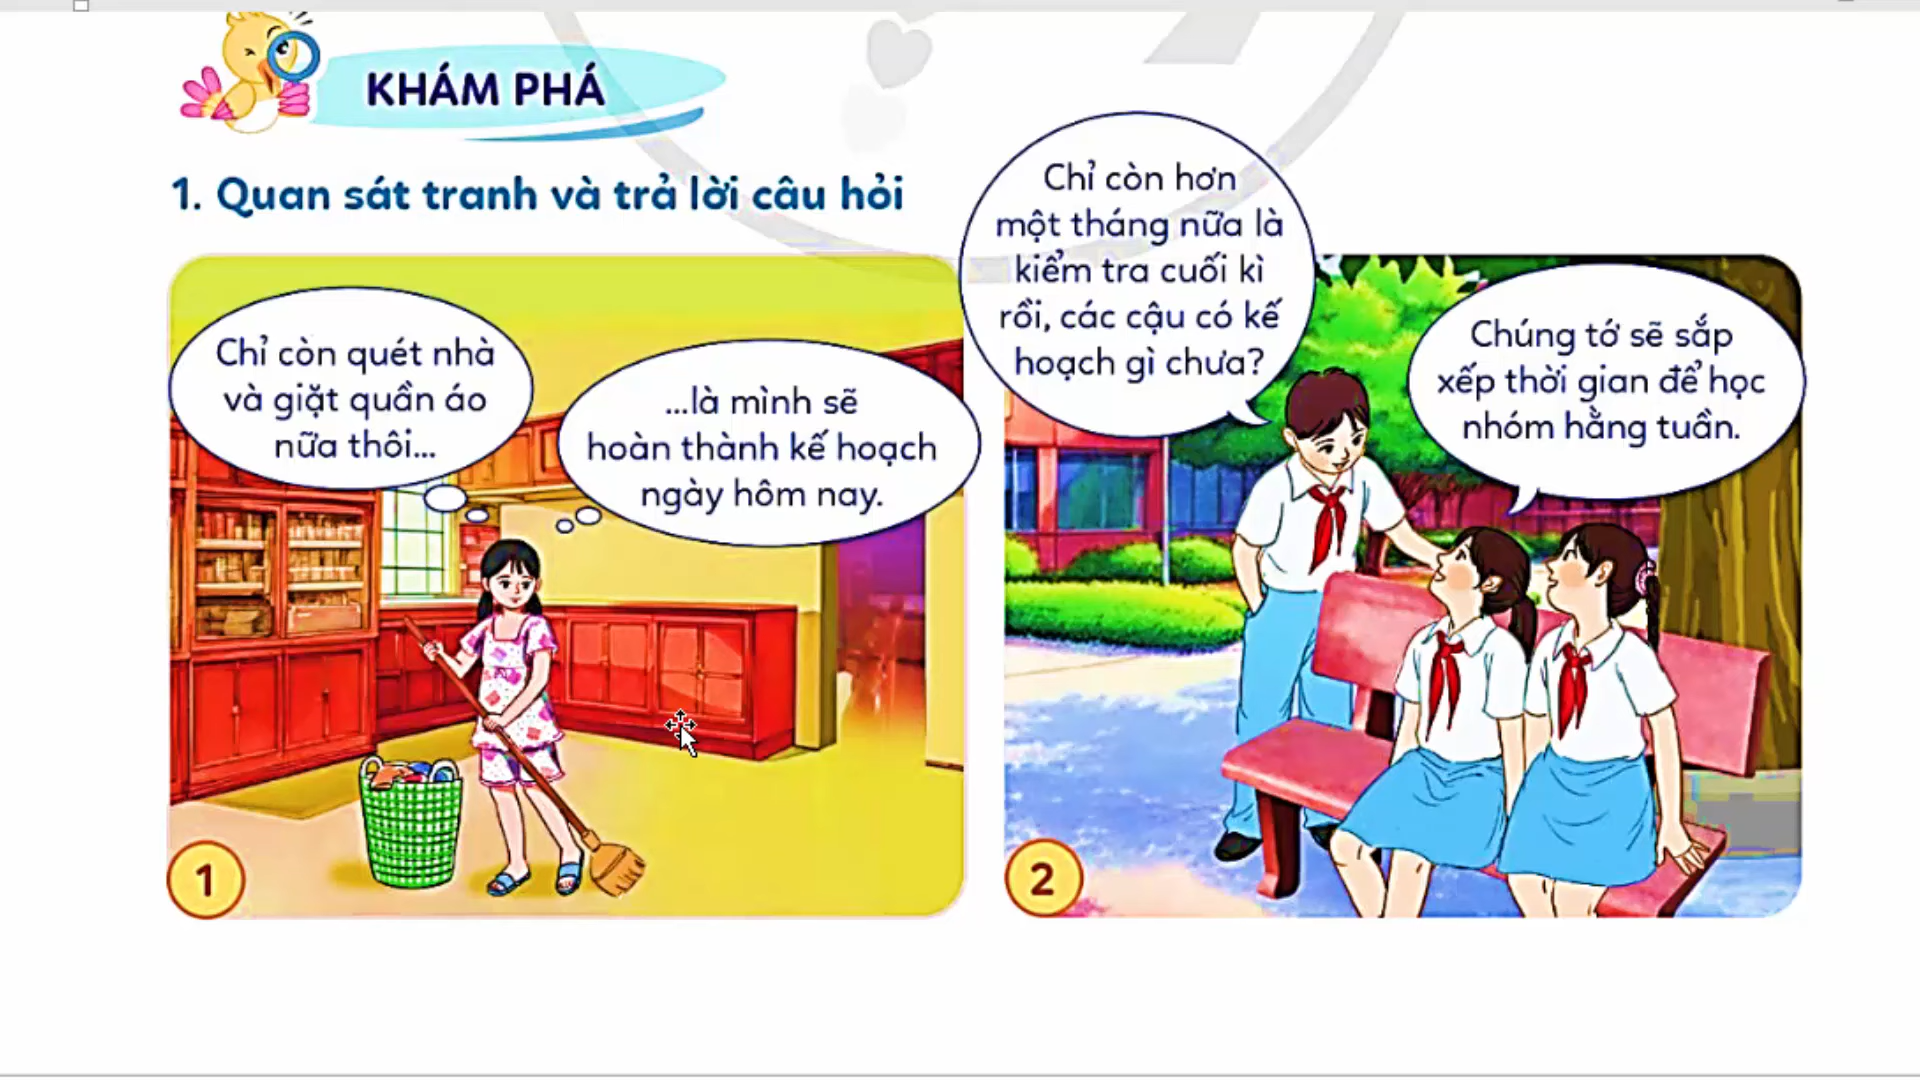 KHÁM PHÁ
1. Quan sát tranh và trả lời câu hỏi
Chỉ còn quét nhà
và giặt quần áo
nữa thôi...
...là mình sẽ
hoàn thành kế hoạch
ngày hôm nay.
1
Chỉ còn hơn
một tháng nữa là
kiểm tra cuối kì
rồi, các cậu có kế
hoạch gì chưa?
Chúng tớ sẽ sắp
xếp thời gian để học
nhóm hằng tuần.
2